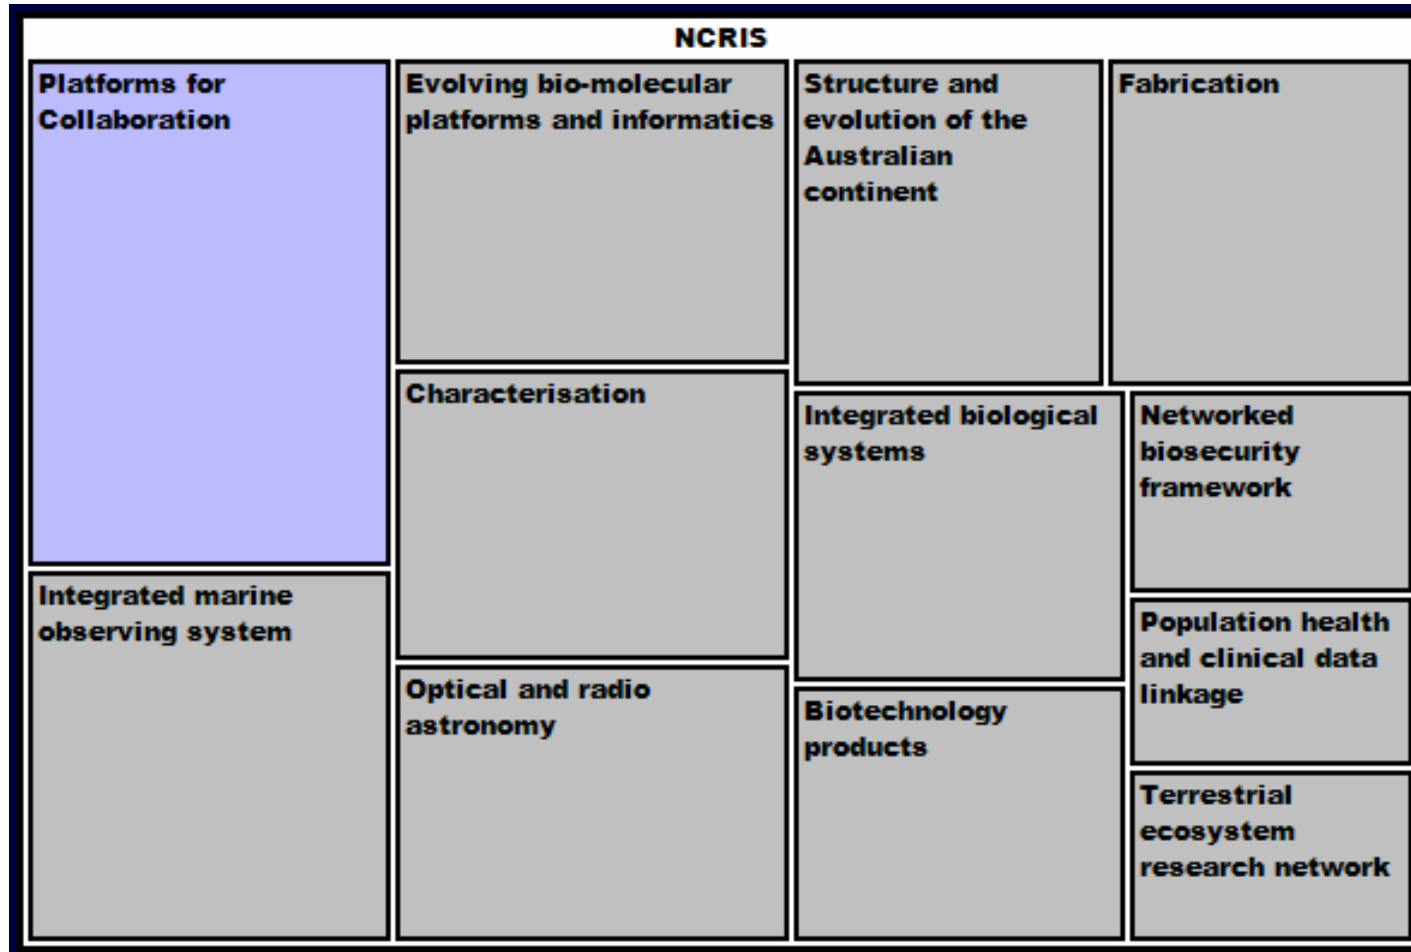 NCRIS
Platforms for
Collaboration
Evolving bio-molecular
platforms and informatics
Structure and
evolution of the
Australian
continent
Fabrication
Characterisation
Integrated biological
systems
Networked
biosecurity
framework
Integrated marine
observing system
Population health
and clinical data
linkage
Optical and radio
astronomy
Biotechnology
products
Terrestrial
ecosystem
research network